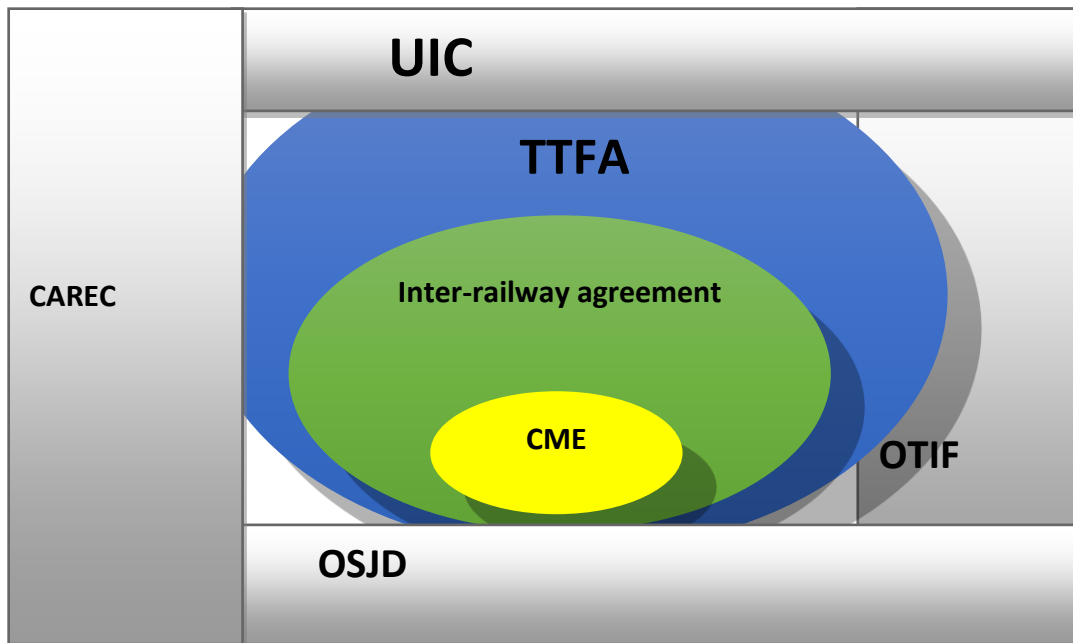 UIC
TTFA
CAREC
Inter-railway agreement
CME
OTIF
OSJD